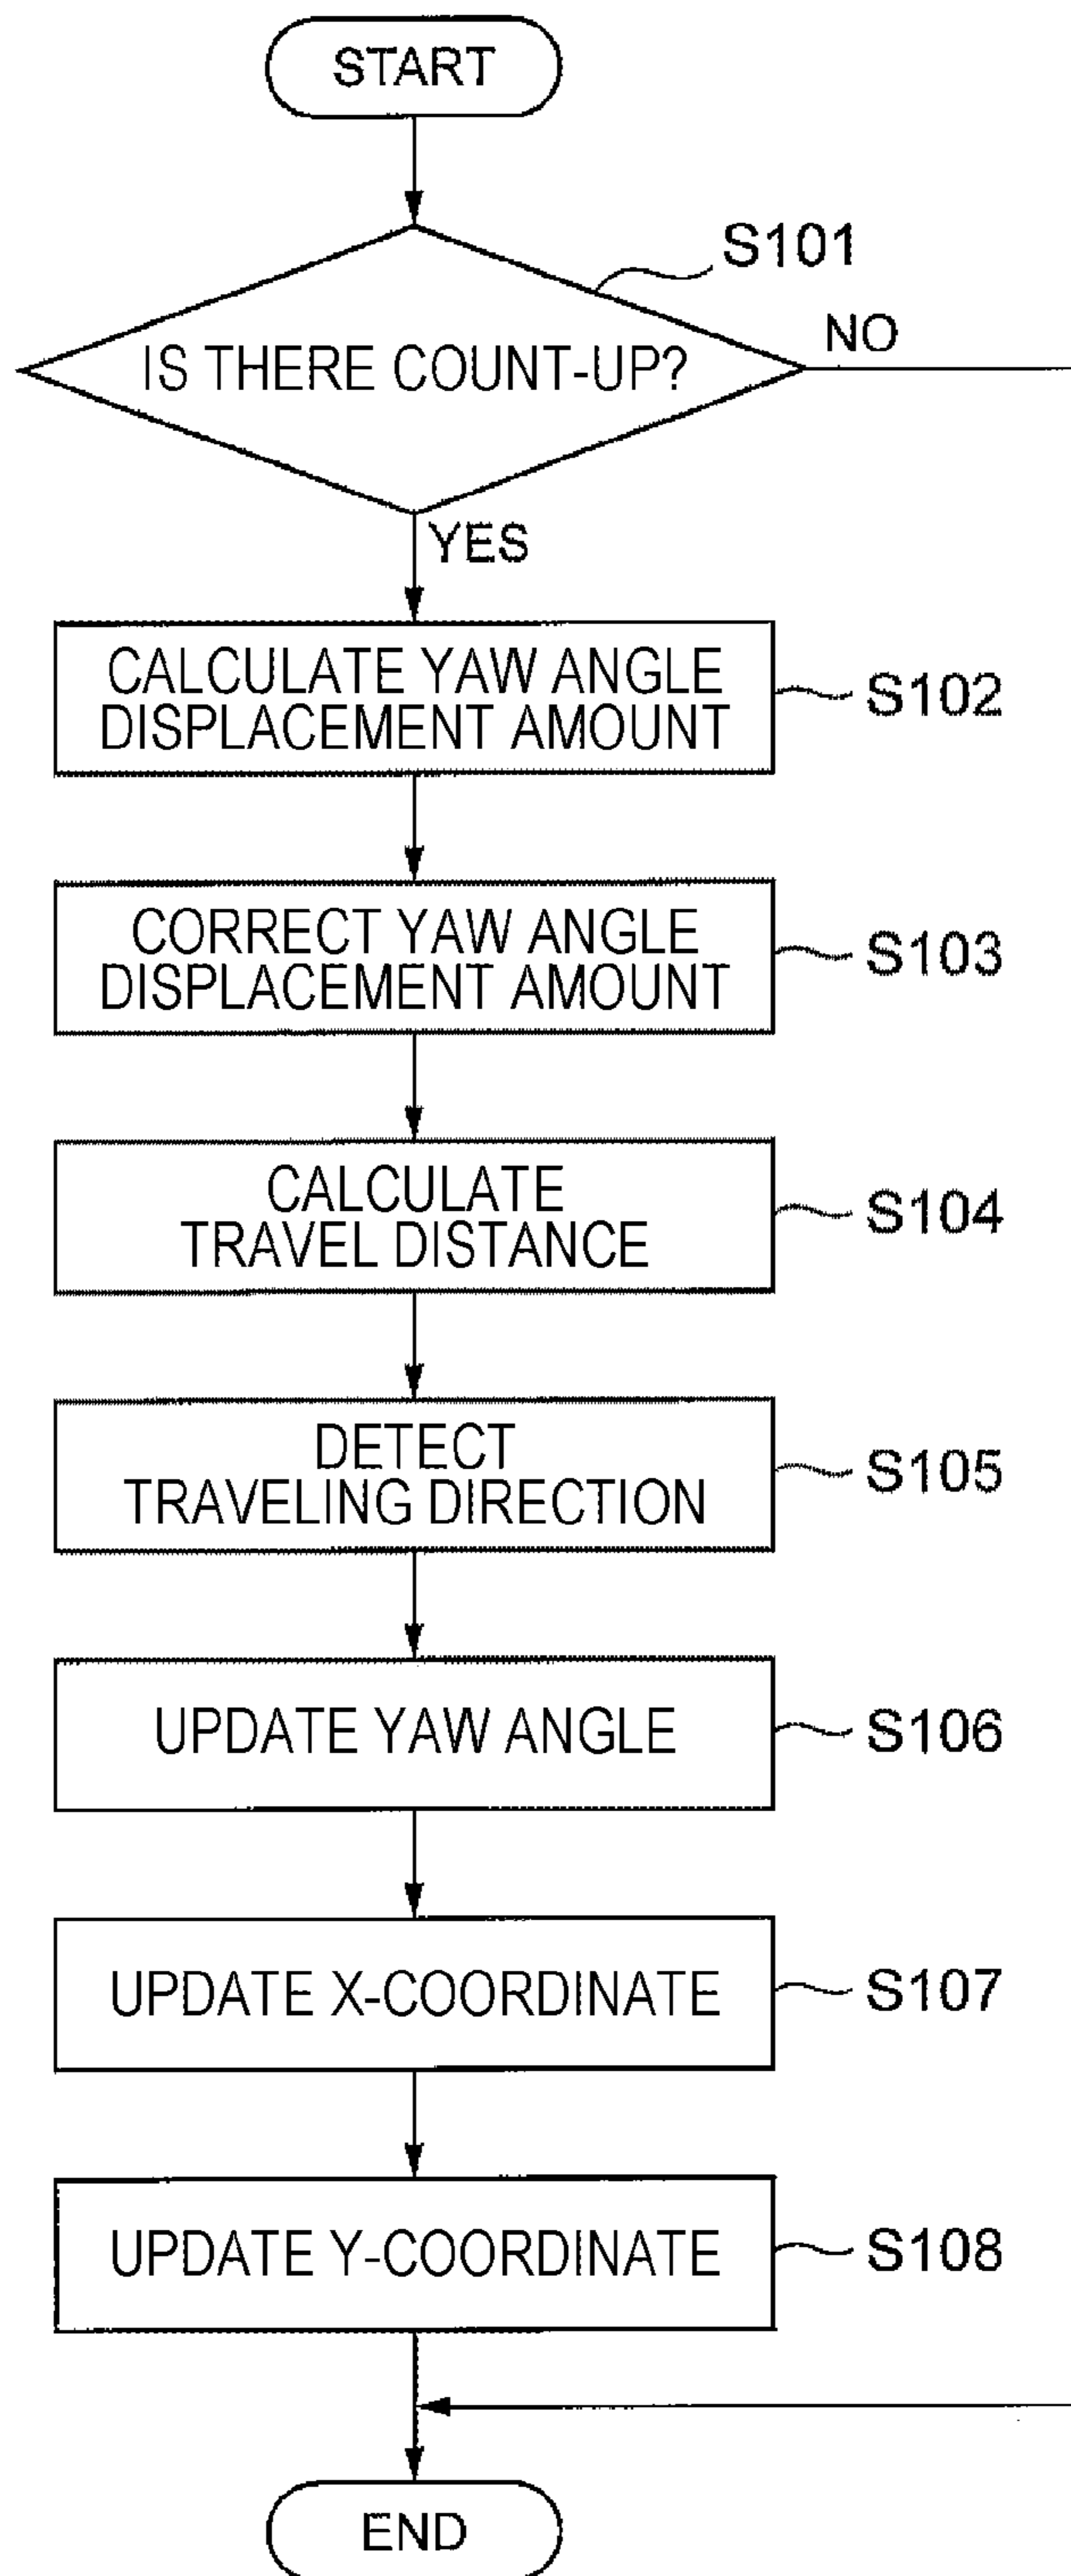 START
S101
IS THERE COUNT-UP?
NO
YES
CALCULATE YAW ANGLE
DISPLACEMENT AMOUNT
S102
CORRECT YAW ANGLE
DISPLACEMENT AMOUNT
S103
CALCULATE
TRAVEL DISTANCE
S104
DETECT
TRAVELING DIRECTION
S105
UPDATE YAW ANGLE
S106
UPDATE X-COORDINATE
S107
UPDATE Y-COORDINATE
S108
END